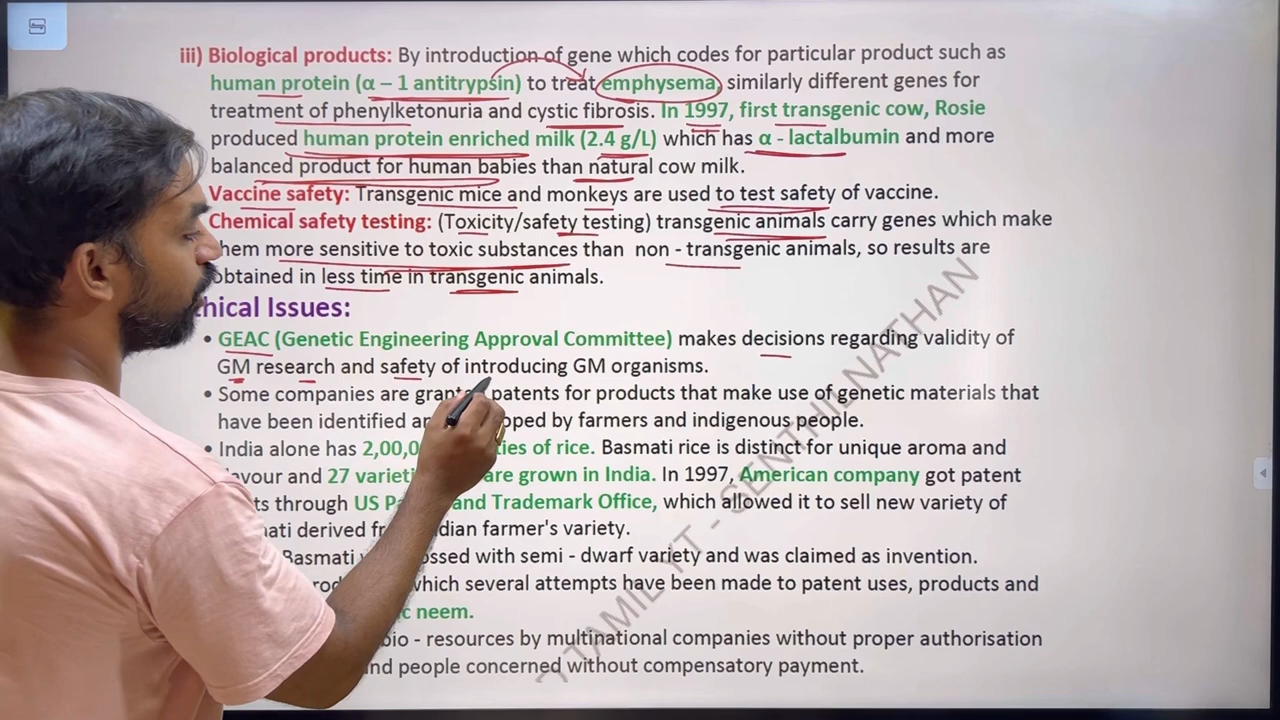 iii) Biological products: By introduction of gene which codes for particular product such as
human protein (α – 1 antitrypsin) to treat emphysema, similarly different genes for
treatment of phenylketonuria and cystic fibrosis. In 1997, first transgenic cow, Rosie
produced human protein enriched milk (2.4 g/L) which has α - lactalbumin and more
balanced product for human babies than natural cow milk.
Vaccine safety: Transgenic mice and monkeys are used to test safety of vaccine.
Chemical safety testing: (Toxicity/safety testing) transgenic animals carry genes which make
hem more sensitive to toxic substances than non - transgenic animals, so results are
obtained in less time in transgenic animals.
hical Issues:
• GEAC (Genetic Engineering Approval Committee) makes decisions regarding validity of
GM research and safety of introducing GM organisms.
• Some companies are granted patents for products that make use of genetic materials that
have been identified an oped by farmers and indigenous people.
• India alone has 2,00,0 ties of rice. Basmati rice is distinct for unique aroma and
avour and 27 varieti are grown in India. In 1997, American company got patent
ts through US P and Trademark Office, which allowed it to sell new variety of
ati derived fr dian farmer's variety.
Basmati ossed with semi - dwarf variety and was claimed as invention.
rod which several attempts have been made to patent uses, products and
c neem.
bio - resources by multinational companies without proper authorisation
nd people concerned without compensatory payment.
TAMIL YT - SENTHILNATHAN